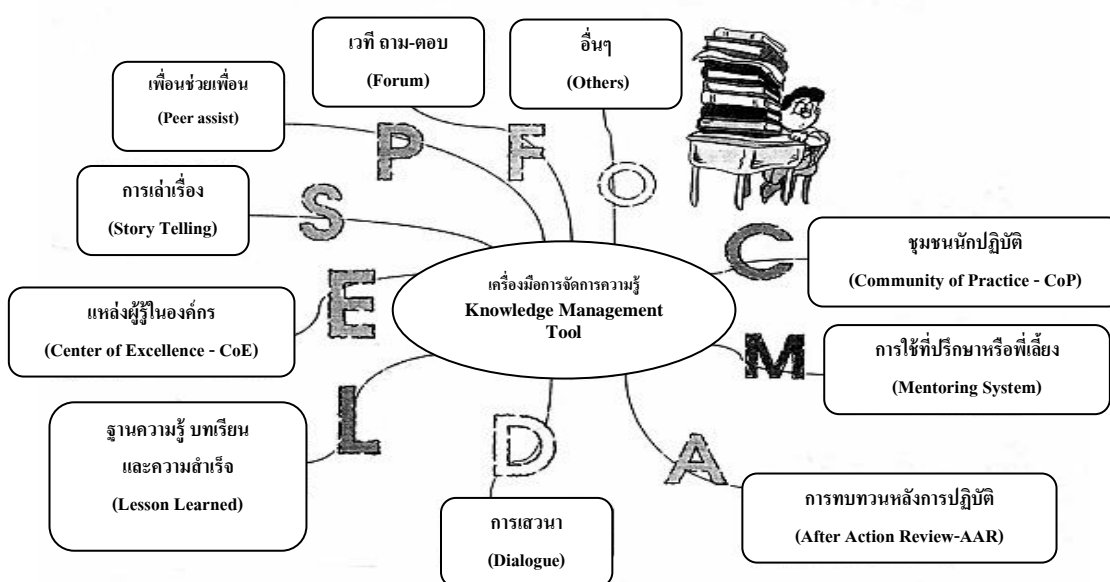 เวที ถาม-ตอบ
(Forum)
F
อื่นๆ
(Others)
O
เพื่อนช่วยเพื่อน
(Peer assist)
P
การเล่าเรื่อง
(Story Telling)
S
ชุมชนนักปฏิบัติ
(Community of Practice - CoP)
C
เครื่องมือการจัดการความรู้
Knowledge Management
Tool
แหล่งผู้รู้ในองค์กร
(Center of Excellence - CoE)
E
การใช้ที่ปรึกษาหรือพี่เลี้ยง
(Mentoring System)
M
ฐานความรู้ บทเรียน
และความสำเร็จ
(Lesson Learned)
L
การเสวนา
(Dialogue)
D
การทบทวนหลังการปฏิบัติ
(After Action Review-AAR)
A